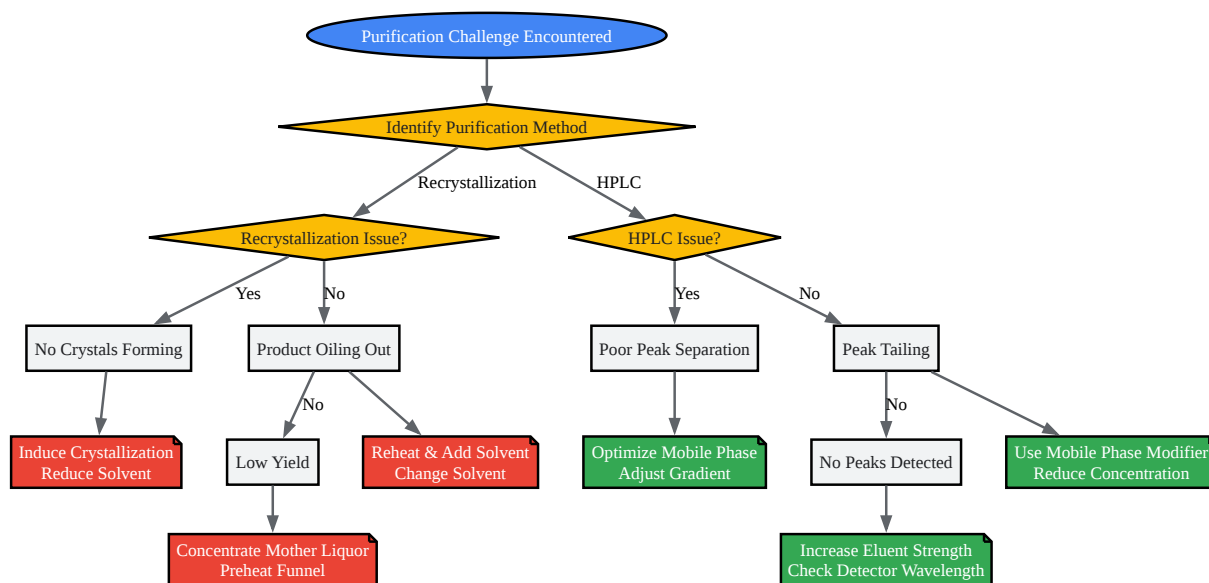 Purification Challenge Encountered
Identify Purification Method
Recrystallization
HPLC
Recrystallization Issue?
HPLC Issue?
Yes
No
Yes
No
No Crystals Forming
Product Oiling Out
Poor Peak Separation
Peak Tailing
No
No
Induce Crystallization
Reduce Solvent
Low Yield
Reheat & Add Solvent
Change Solvent
Optimize Mobile Phase
Adjust Gradient
No Peaks Detected
Use Mobile Phase Modifier
Reduce Concentration
Concentrate Mother Liquor
Preheat Funnel
Increase Eluent Strength
Check Detector Wavelength